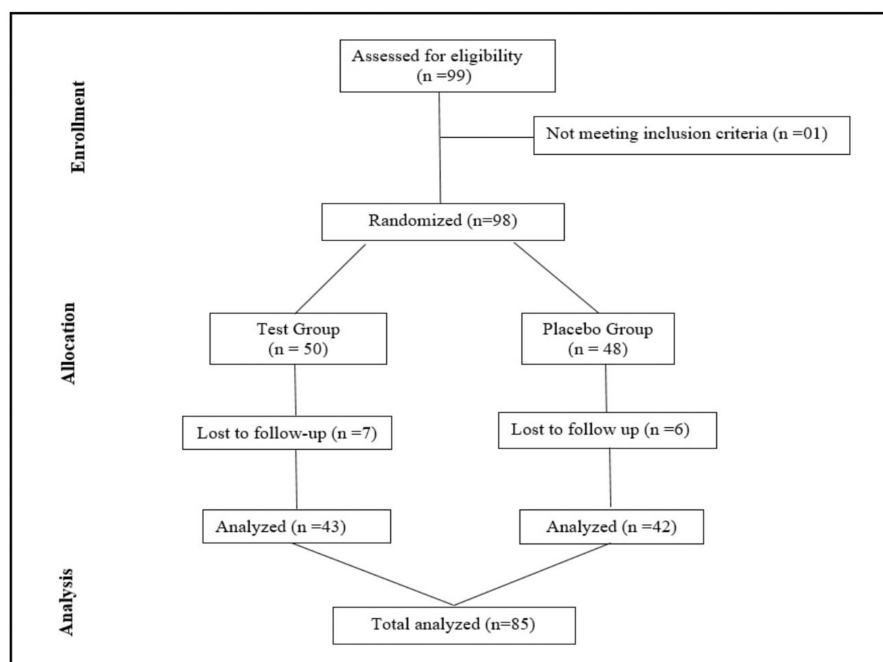 Enrollment
Assessed for eligibility
(n =99)
Not meeting inclusion criteria (n =01)
Randomized (n=98)
Allocation
Test Group
(n = 50)
Placebo Group
(n = 48)
Lost to follow-up (n =7)
Lost to follow up (n =6)
Analyzed (n =43)
Analyzed (n =42)
Analysis
Total analyzed (n=85)